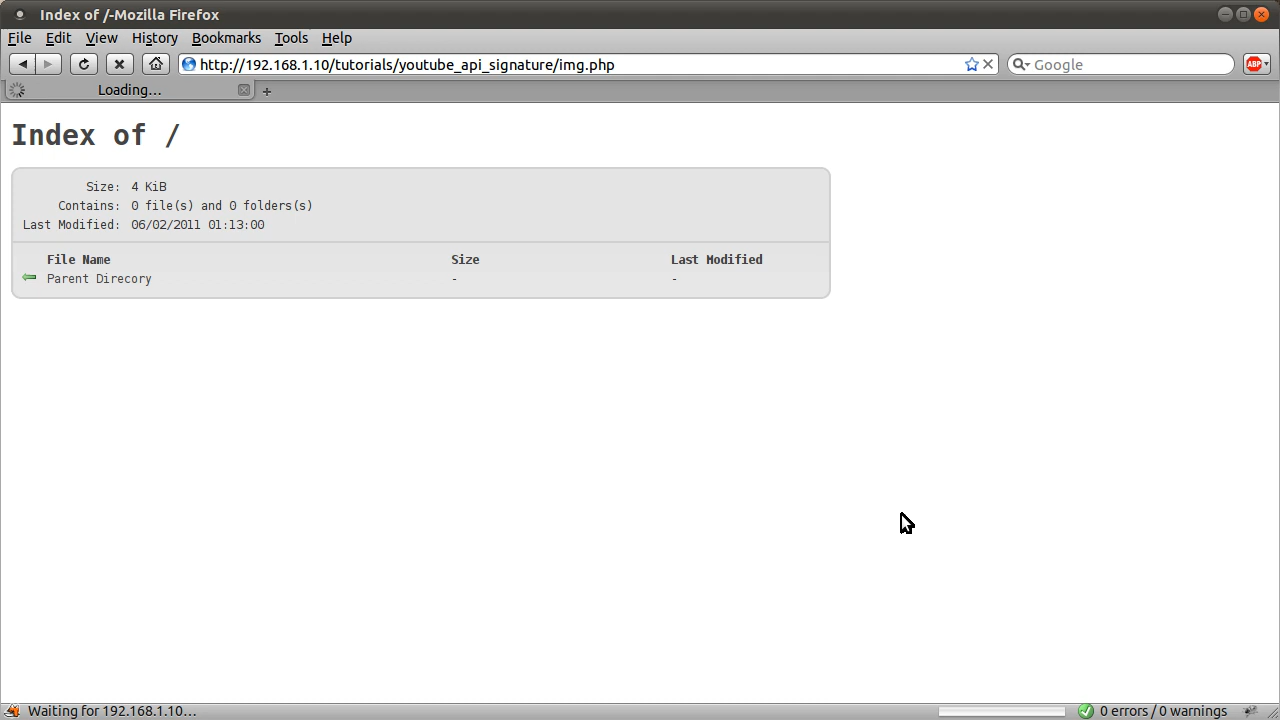 Index of /-Mozilla Firefox
File Edit View History Bookmarks Tools Help
http://192.168.1.10/tutorials/youtube_api_signature/img.php
Google
ABP
Loading...
Index of /
Size: 4 KiB
Contains: 0 file(s) and 0 folders(s)
Last Modified: 06/02/2011 01:13:00
File Name Size Last Modified
Parent Direcory - -
Waiting for 192.168.1.10... 0 errors / 0 warnings